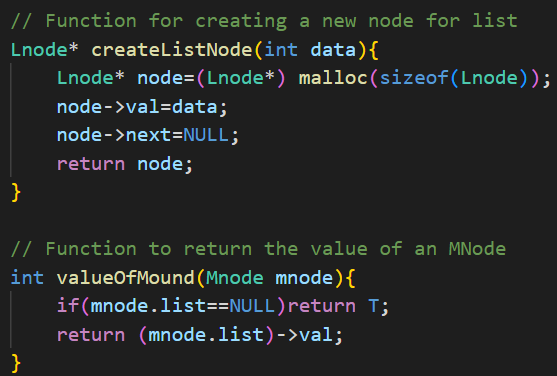 // Function for creating a new node for list
Lnode* createListNode(int data){
    Lnode* node=(Lnode*) malloc(sizeof(Lnode));
    node->val=data;
    node->next=NULL;
    return node;
}

// Function to return the value of an MNode
int valueOfMound(Mnode mnode){
    if(mnode.list==NULL)return T;
    return (mnode.list)->val;
}